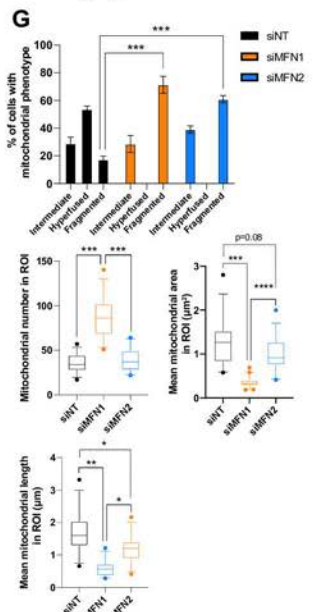 G
% of cells with
mitochondrial phenotype
100
80
60
40
20
0
***
***
siNT
siMFN1
siMFN2
Intermediate
Hyperfused
Fragmented
Intermediate
Hyperfused
Fragmented
Intermediate
Hyperfused
Fragmented
Mitochondrial number in ROI
150
100
50
0
***
***
siNT
siMFN1
siMFN2
Mean mitochondrial area
in ROI (µm²)
3
2
1
0
p=0.08
***
****
siNT
siMFN1
siMFN2
Mean mitochondrial length
in ROI (µm)
4
3
2
1
0
*
**
*
siNT